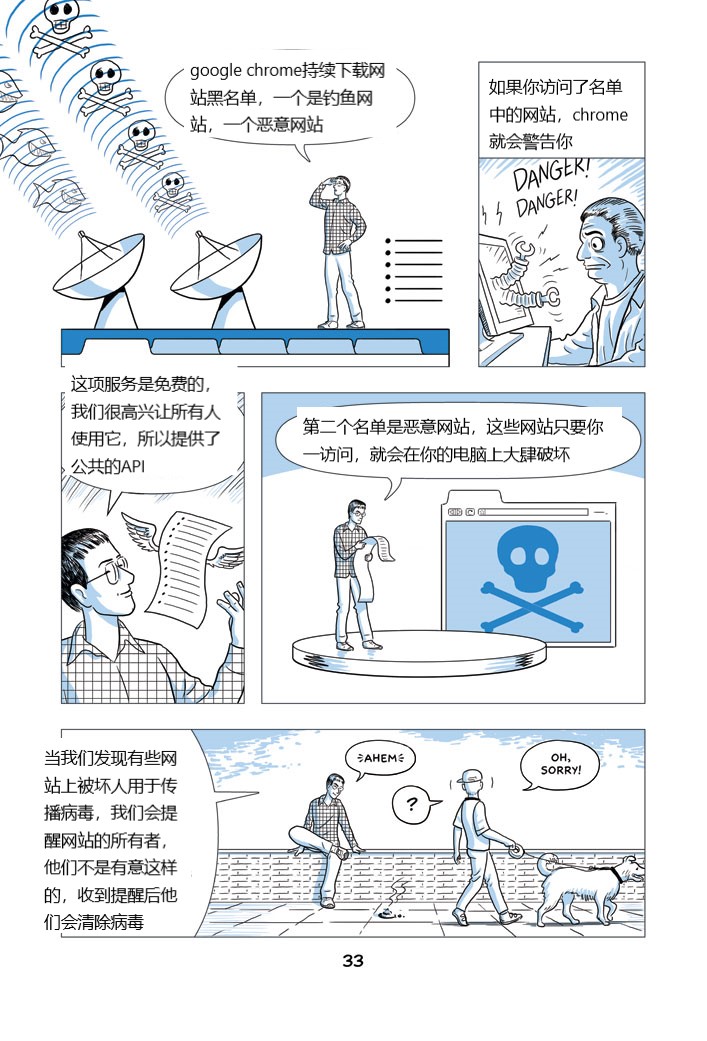 google chrome持续下载网
站黑名单，一个是钓鱼网
站，一个恶意网站
如果你访问了名单
中的网站，chrome
就会警告你
DANGER!
DANGER!
这项服务是免费的，
我们很高兴让所有人
使用它，所以提供了
公共的API
第二个名单是恶意网站，这些网站只要你
一访问，就会在你的电脑上大肆破坏
当我们发现有些网
站上被坏人用于传
播病毒，我们会提
醒网站的所有者，
他们不是有意这样
的，收到提醒后他
们会清除病毒
AHEM
?
OH,
SORRY!
33